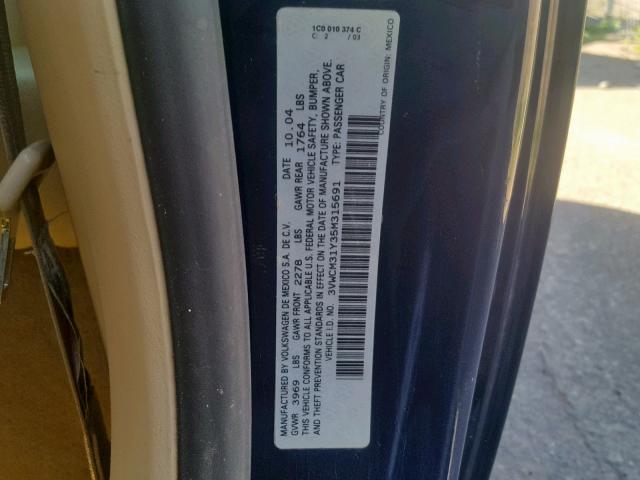 1C0 010 374 C
C: 2 / 03
MANUFACTURED BY VOLKSWAGEN DE MEXICO S.A. DE C.V. DATE 10.04
GVWR 3969 LBS GAWR FRONT 2278 LBS GAWR REAR 1764 LBS
THIS VEHICLE CONFORMS TO ALL APPLICABLE U.S. FEDERAL MOTOR VEHICLE SAFETY, BUMPER,
AND THEFT PREVENTION STANDARDS IN EFFECT ON THE DATE OF MANUFACTURE SHOWN ABOVE.
VEHICLE I.D. NO. 3VWCM31Y35M315691 TYPE: PASSENGER CAR
COUNTRY OF ORIGIN: MEXICO